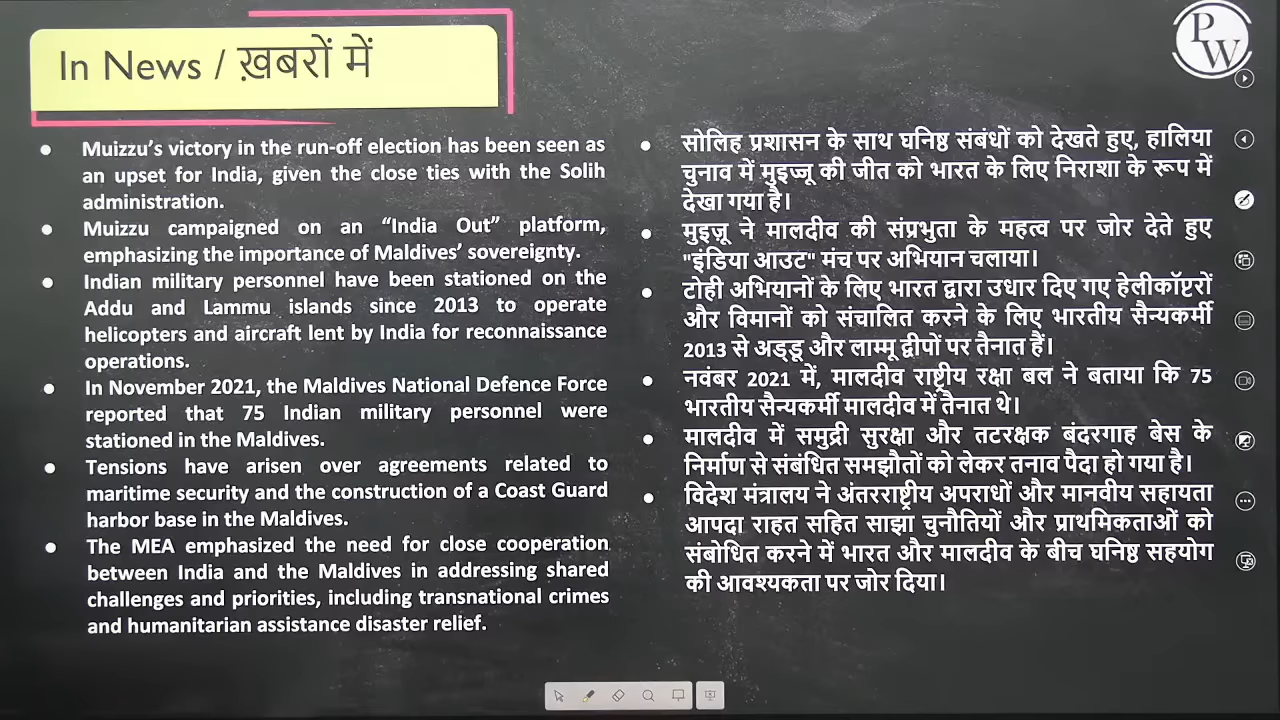 In News / ख़बरों में
PW
● Muizzu's victory in the run-off election has been seen as
an upset for India, given the close ties with the Solih
administration.
● Muizzu campaigned on an “India Out” platform,
emphasizing the importance of Maldives’ sovereignty.
● Indian military personnel have been stationed on the
Addu and Lammu islands since 2013 to operate
helicopters and aircraft lent by India for reconnaissance
operations.
● In November 2021, the Maldives National Defence Force
reported that 75 Indian military personnel were
stationed in the Maldives.
● Tensions have arisen over agreements related to
maritime security and the construction of a Coast Guard
harbor base in the Maldives.
● The MEA emphasized the need for close cooperation
between India and the Maldives in addressing shared
challenges and priorities, including transnational crimes
and humanitarian assistance disaster relief.
● सोलिह प्रशासन के साथ घनिष्ठ संबंधों को देखते हुए, हालिया
चुनाव में मुइज्जू की जीत को भारत के लिए निराशा के रूप में
देखा गया है।
● मुइज़ू ने मालदीव की संप्रभुता के महत्व पर जोर देते हुए
"इंडिया आउट" मंच पर अभियान चलाया।
● टोही अभियानों के लिए भारत द्वारा उधार दिए गए हेलीकॉप्टरों
और विमानों को संचालित करने के लिए भारतीय सैन्यकर्मी
2013 से अड्डू और लाम्मू द्वीपों पर तैनात हैं।
● नवंबर 2021 में, मालदीव राष्ट्रीय रक्षा बल ने बताया कि 75
भारतीय सैन्यकर्मी मालदीव में तैनात थे।
● मालदीव में समुद्री सुरक्षा और तटरक्षक बंदरगाह बेस के
निर्माण से संबंधित समझौतों को लेकर तनाव पैदा हो गया है।
● विदेश मंत्रालय ने अंतरराष्ट्रीय अपराधों और मानवीय सहायता
आपदा राहत सहित साझा चुनौतियों और प्राथमिकताओं को
संबोधित करने में भारत और मालदीव के बीच घनिष्ठ सहयोग
की आवश्यकता पर जोर दिया।